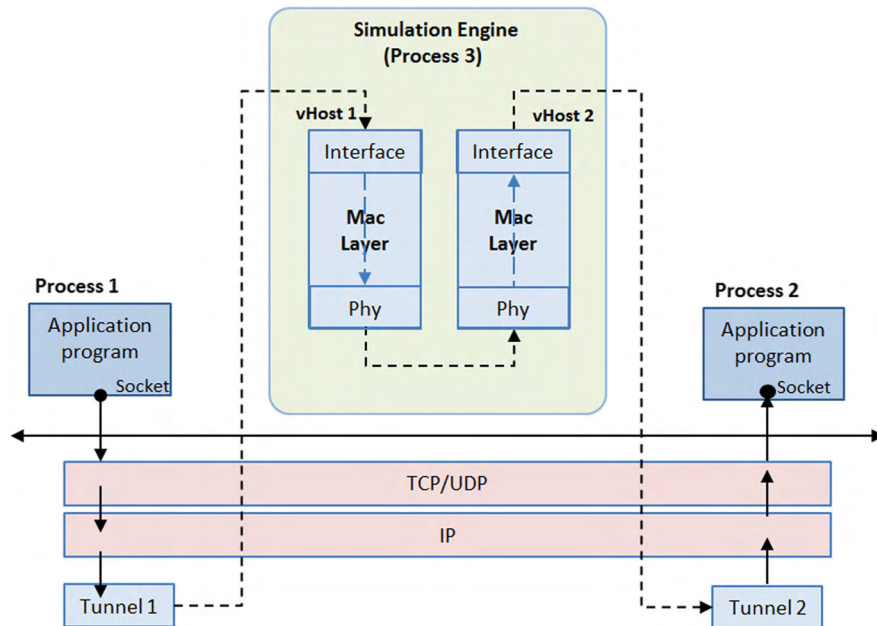 Simulation Engine
(Process 3)
vHost 1
vHost 2
Interface
Interface
Mac
Layer
Mac
Layer
Phy
Phy
Process 1
Process 2
Application
program
Socket
Application
program
Socket
TCP/UDP
IP
Tunnel 1
Tunnel 2